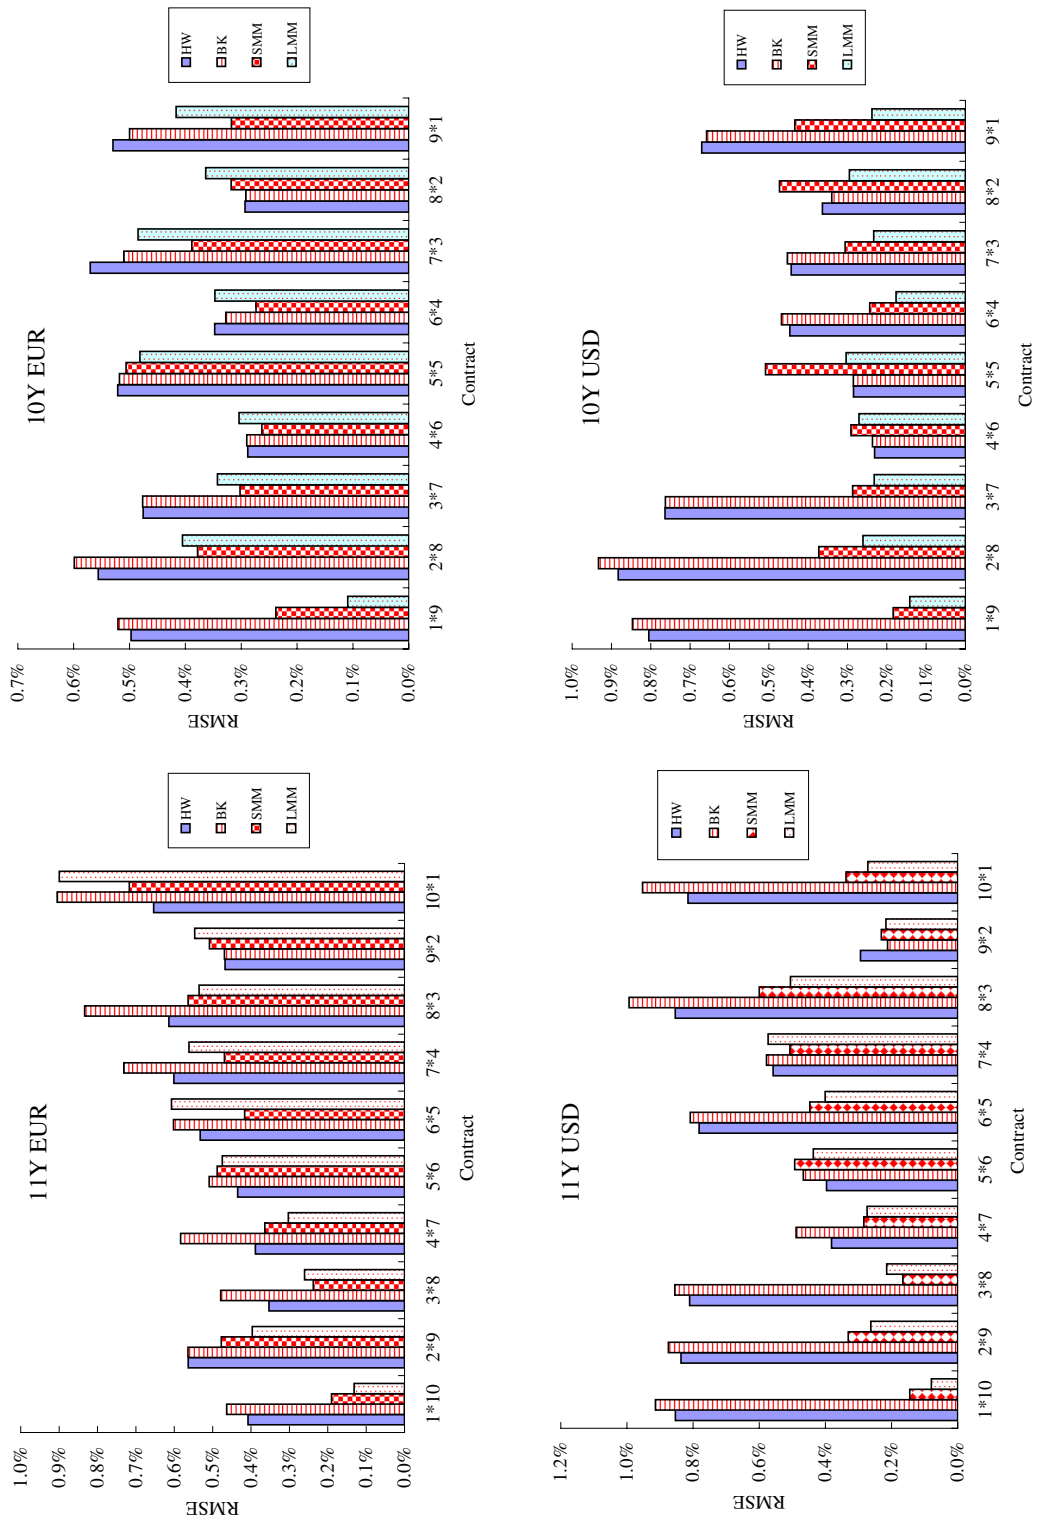 11Y EUR
1.0%
0.9%
0.8%
0.7%
0.6%
0.5%
0.4%
0.3%
0.2%
0.1%
0.0%
RMSE
1*10 2*9 3*8 4*7 5*6 6*5 7*4 8*3 9*2 10*1
Contract
HW
BK
SMM
LMM
10Y EUR
0.7%
0.6%
0.5%
0.4%
0.3%
0.2%
0.1%
0.0%
RMSE
1*9 2*8 3*7 4*6 5*5 6*4 7*3 8*2 9*1
Contract
HW
BK
SMM
LMM
11Y USD
1.2%
1.0%
0.8%
0.6%
0.4%
0.2%
0.0%
RMSE
1*10 2*9 3*8 4*7 5*6 6*5 7*4 8*3 9*2 10*1
Contract
HW
BK
SMM
LMM
10Y USD
1.0%
0.9%
0.8%
0.7%
0.6%
0.5%
0.4%
0.3%
0.2%
0.1%
0.0%
RMSE
1*9 2*8 3*7 4*6 5*5 6*4 7*3 8*2 9*1
Contract
HW
BK
SMM
LMM